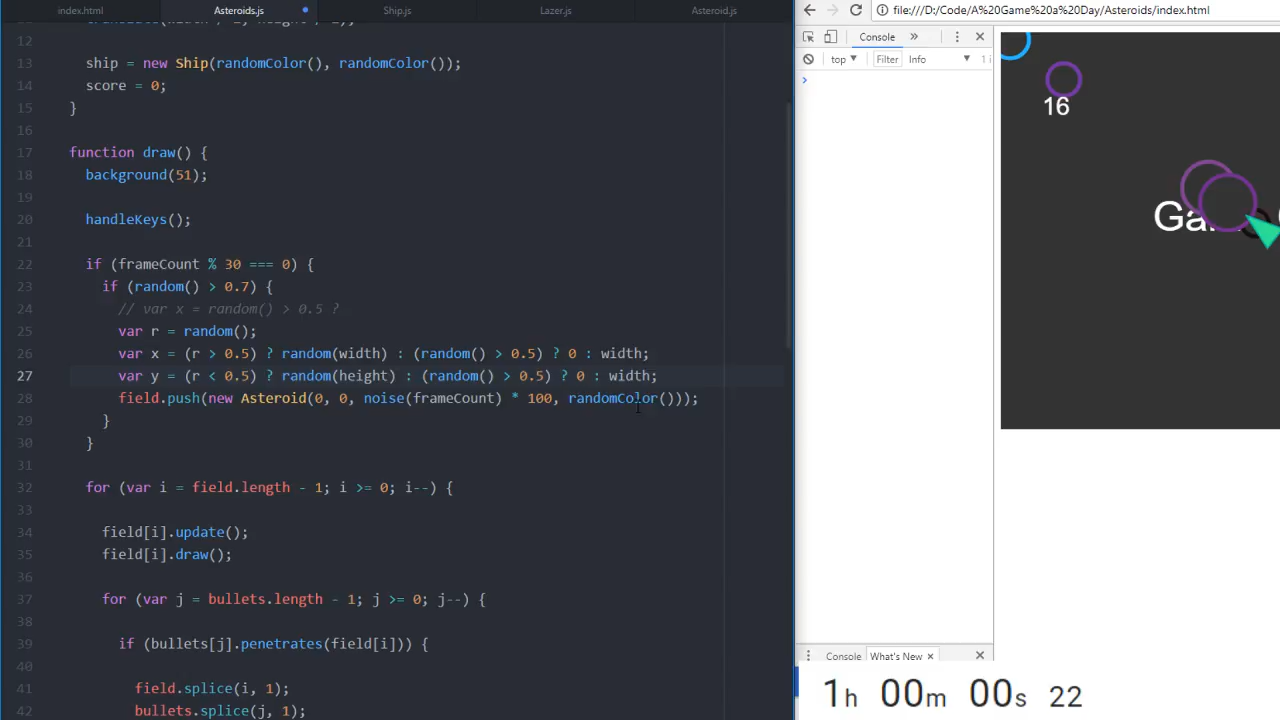 index.html
Asteroids.js
Ship.js
Lazer.js
Asteroid.js
12
13 ship = new Ship(randomColor(), randomColor());
14 score = 0;
15 }
16
17 function draw() {
18 background(51);
19
20 handleKeys();
21
22 if (frameCount % 30 === 0) {
23 if (random() > 0.7) {
24 // var x = random() > 0.5 ?
25 var r = random();
26 var x = (r > 0.5) ? random(width) : (random() > 0.5) ? 0 : width;
27 var y = (r < 0.5) ? random(height) : (random() > 0.5) ? 0 : width;
28 field.push(new Asteroid(0, 0, noise(frameCount) * 100, randomColor()));
29 }
30 }
31
32 for (var i = field.length - 1; i >= 0; i--) {
33
34 field[i].update();
35 field[i].draw();
36
37 for (var j = bullets.length - 1; j >= 0; j--) {
38
39 if (bullets[j].penetrates(field[i])) {
40
41 field.splice(i, 1);
42 bullets.splice(j, 1);
file:///D:/Code/A%20Game%20a%20Day/Asteroids/index.html
Console »
top ▼ Filter Info ▼ 1
>
16
Console What's New ×
1h 00m 00s 22